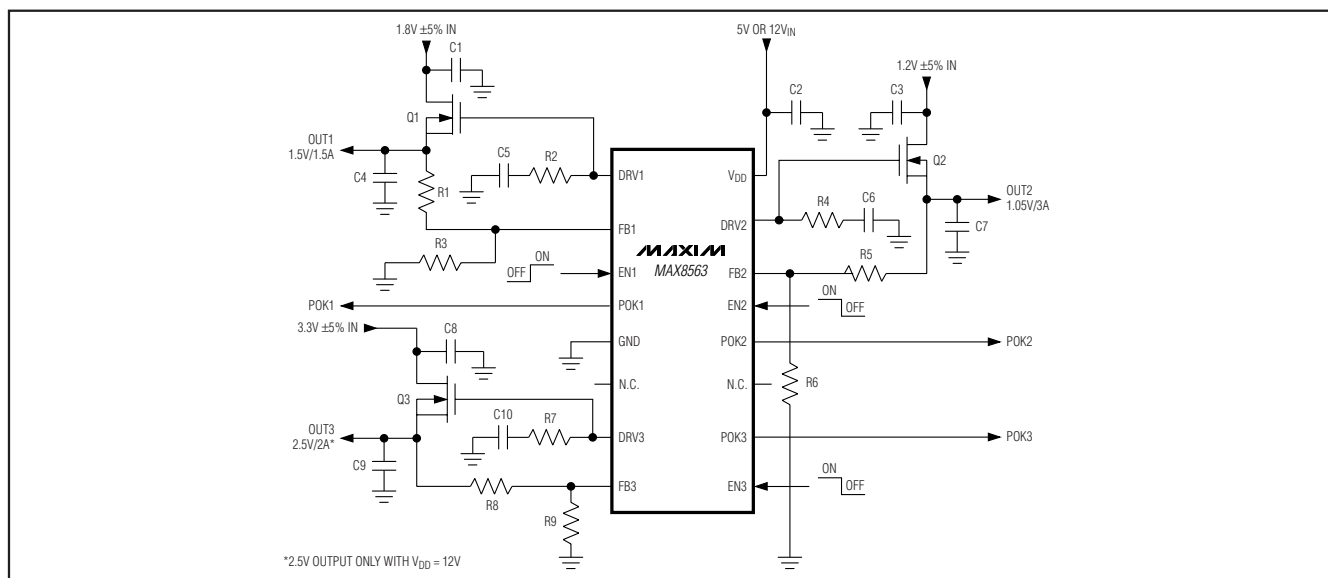 1.8V ±5% IN
C1
Q1
OUT1
1.5V/1.5A
C4
R1
C5
R2
R3
OFF
ON
POK1
3.3V ±5% IN
C8
Q3
OUT3
2.5V/2A*
C9
C10
R7
R8
R9
*2.5V OUTPUT ONLY WITH VDD = 12V
DRV1
FB1
EN1
POK1
GND
N.C.
DRV3
FB3
MAXIM
MAX8563
VDD
DRV2
FB2
EN2
POK2
N.C.
POK3
EN3
5V OR 12VIN
C2
C3
1.2V ±5% IN
Q2
OUT2
1.05V/3A
C7
R4
C6
R5
ON
OFF
POK2
R6
POK3
ON
OFF